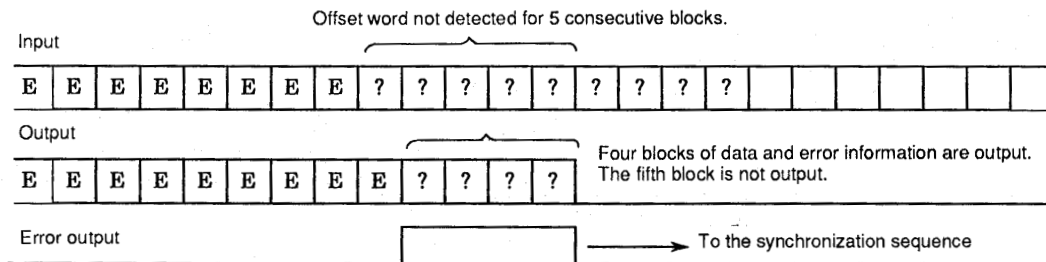 Offset word not detected for 5 consecutive blocks.
Input
E E E E E E E E ? ? ? ? ? ? ? ? ?
Output
E E E E E E E E E ? ? ? ?
Four blocks of data and error information are output.
The fifth block is not output.
Error output
To the synchronization sequence